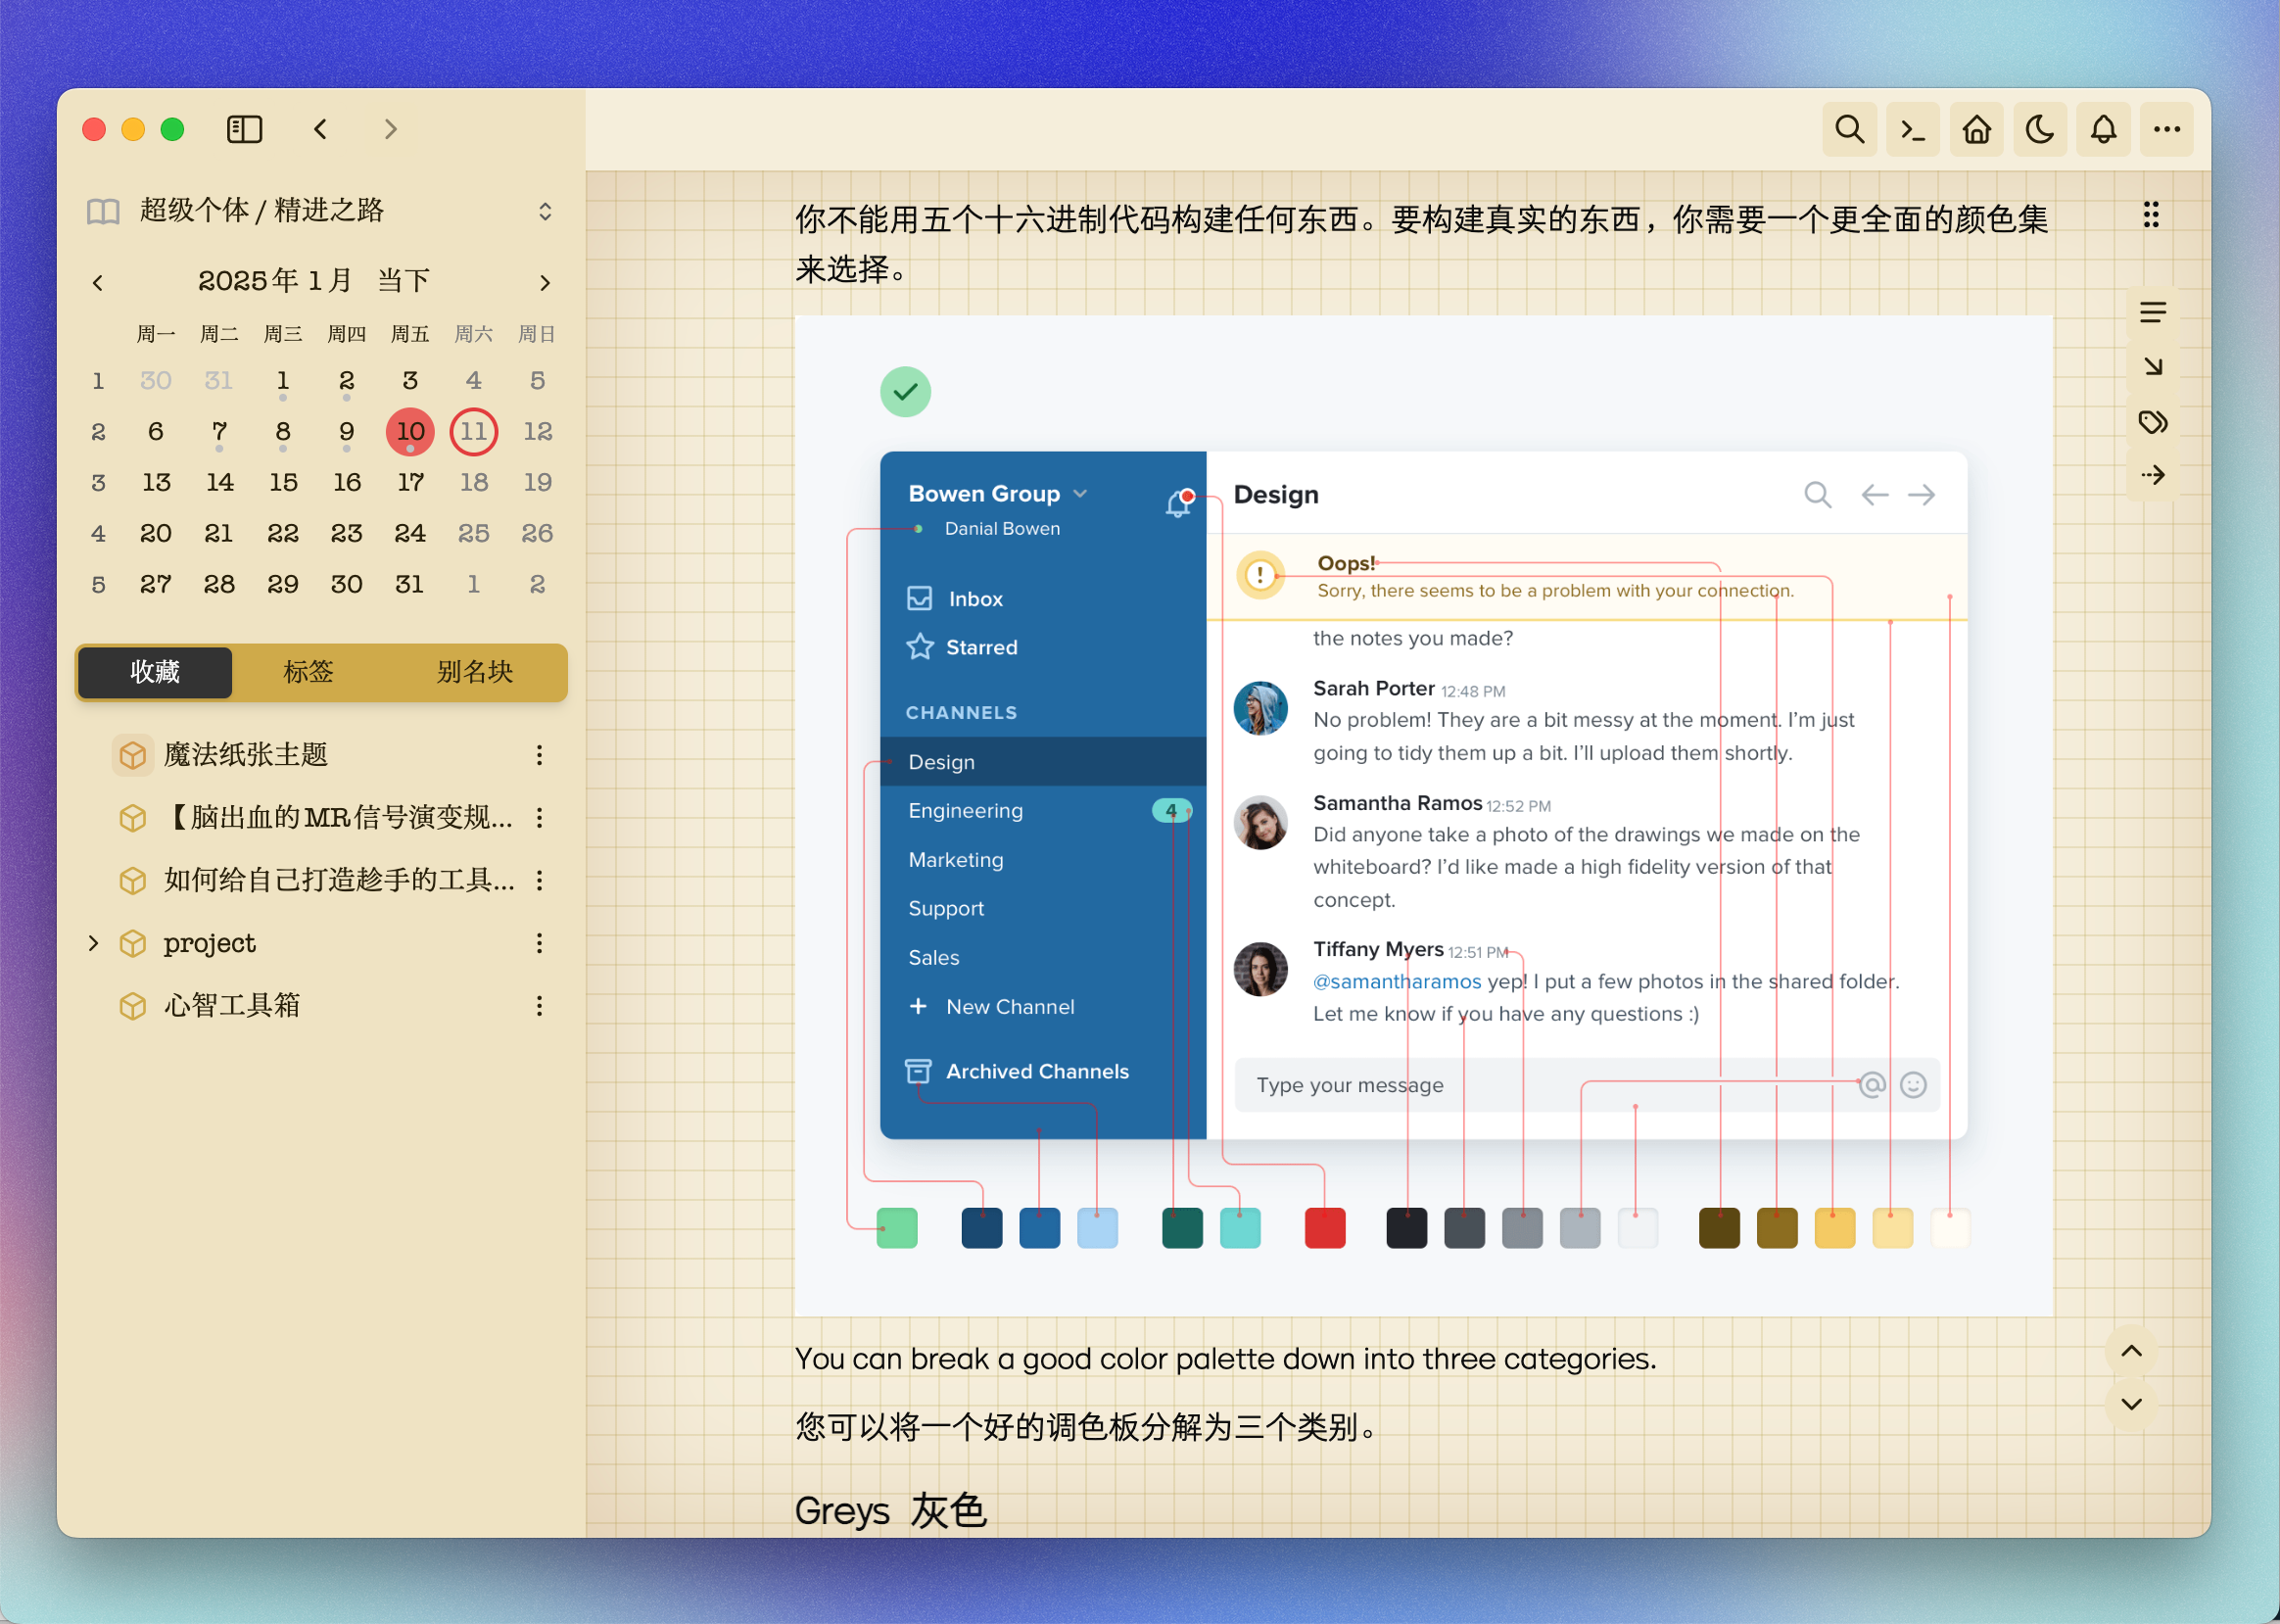 超级个体 / 精进之路
2025年 1月 当下
周一 周二 周三 周四 周五 周六 周日
1 30 31 1 2 3 4 5
2 6 7 8 9 10 11 12
3 13 14 15 16 17 18 19
4 20 21 22 23 24 25 26
5 27 28 29 30 31 1 2
收藏 标签 别名块
魔法纸张主题
【脑出血的MR信号演变规...
如何给自己打造趁手的工具...
project
心智工具箱
你不能用五个十六进制代码构建任何东西。要构建真实的东西，你需要一个更全面的颜色集
来选择。
Bowen Group
Danial Bowen
Inbox
Starred
CHANNELS
Design
Engineering 4
Marketing
Support
Sales
+ New Channel
Archived Channels
Design
Oops!
Sorry, there seems to be a problem with your connection.
the notes you made?
Sarah Porter 12:48 PM
No problem! They are a bit messy at the moment. I’m just
going to tidy them up a bit. I’ll upload them shortly.
Samantha Ramos 12:52 PM
Did anyone take a photo of the drawings we made on the
whiteboard? I’d like made a high fidelity version of that
concept.
Tiffany Myers 12:51 PM
@samantharamos yep! I put a few photos in the shared folder.
Let me know if you have any questions :)
Type your message
You can break a good color palette down into three categories.
您可以将一个好的调色板分解为三个类别。
Greys 灰色